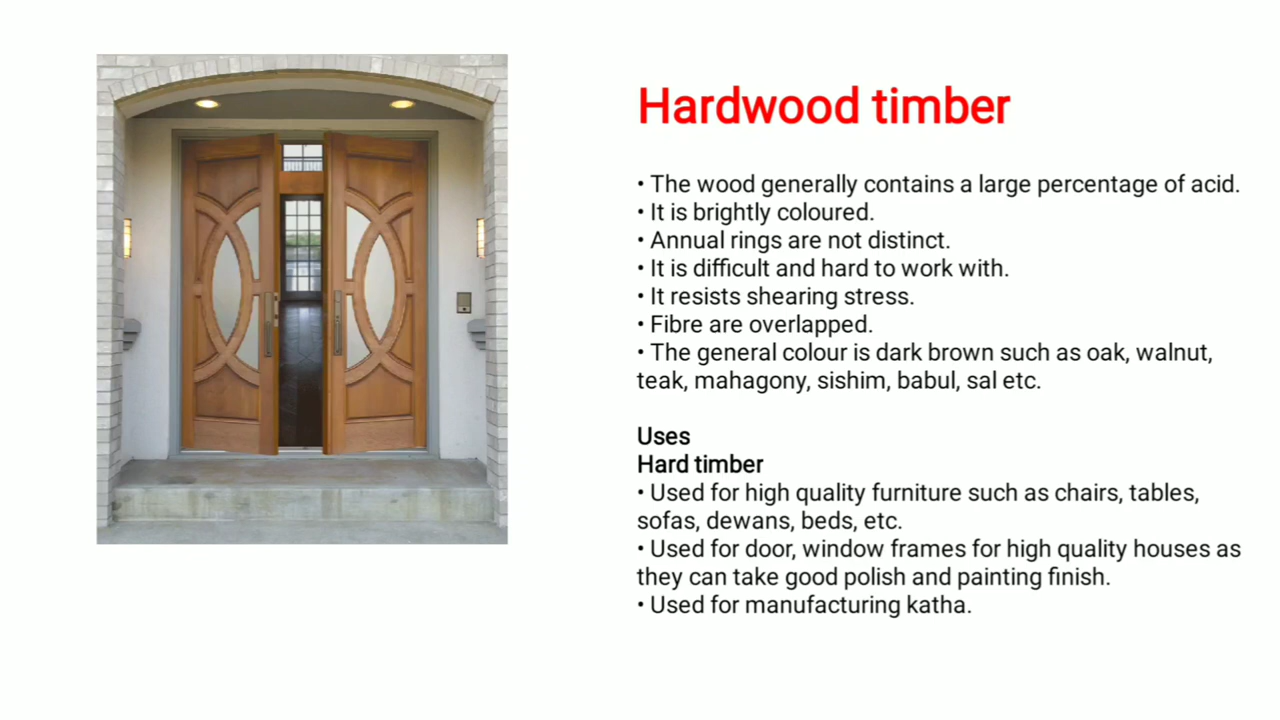 Hardwood timber
• The wood generally contains a large percentage of acid.
• It is brightly coloured.
• Annual rings are not distinct.
• It is difficult and hard to work with.
• It resists shearing stress.
• Fibre are overlapped.
• The general colour is dark brown such as oak, walnut,
teak, mahagony, sishim, babul, sal etc.
Uses
Hard timber
• Used for high quality furniture such as chairs, tables,
sofas, dewans, beds, etc.
• Used for door, window frames for high quality houses as
they can take good polish and painting finish.
• Used for manufacturing katha.